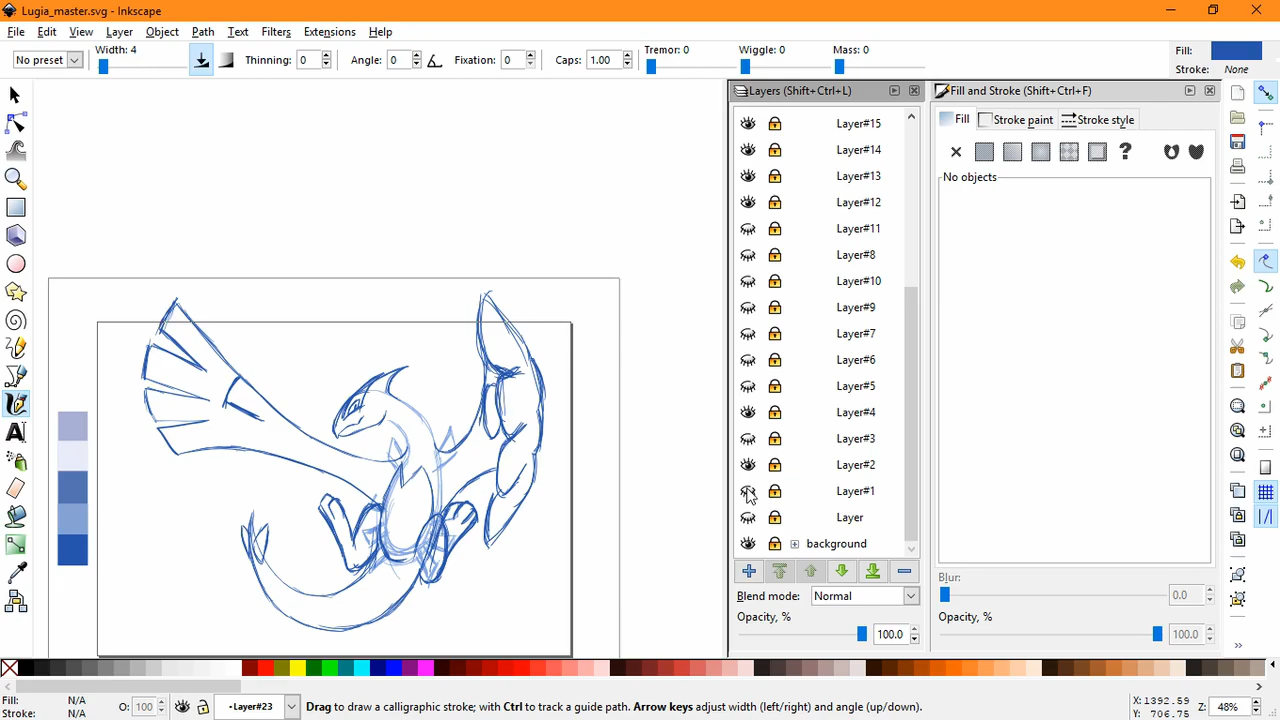 Lugia_master.svg - Inkscape
File Edit View Layer Object Path Filters Text Extensions Help
No preset Width: 4 Thinning: 0 Angle: 0 Fixation: 0 Caps: 1.00 Tremor: 0 Wiggle: 0 Mass: 0 Fill:
Stroke: None
Layers (Shift+Ctrl+L) Fill and Stroke (Shift+Ctrl+F)
Fill Stroke paint Stroke style
?
No objects
Layer#15
Layer#14
Layer#13
Layer#12
Layer#11
Layer#8
Layer#10
Layer#9
Layer#7
Layer#6
Layer#5
Layer#4
Layer#3
Layer#2
Layer#1
Layer
background
Blend mode: Normal
Opacity, %
100.0
Blur:
0.0
Opacity, %
100.0
Fill: N/A
Stroke: N/A
O: 100
•Layer#23
Drag to draw a calligraphic stroke; with Ctrl to track a guide path. Arrow keys adjust width (left/right) and angle (up/down).
X: 1392.59
Y: 706.75
Z: 48%